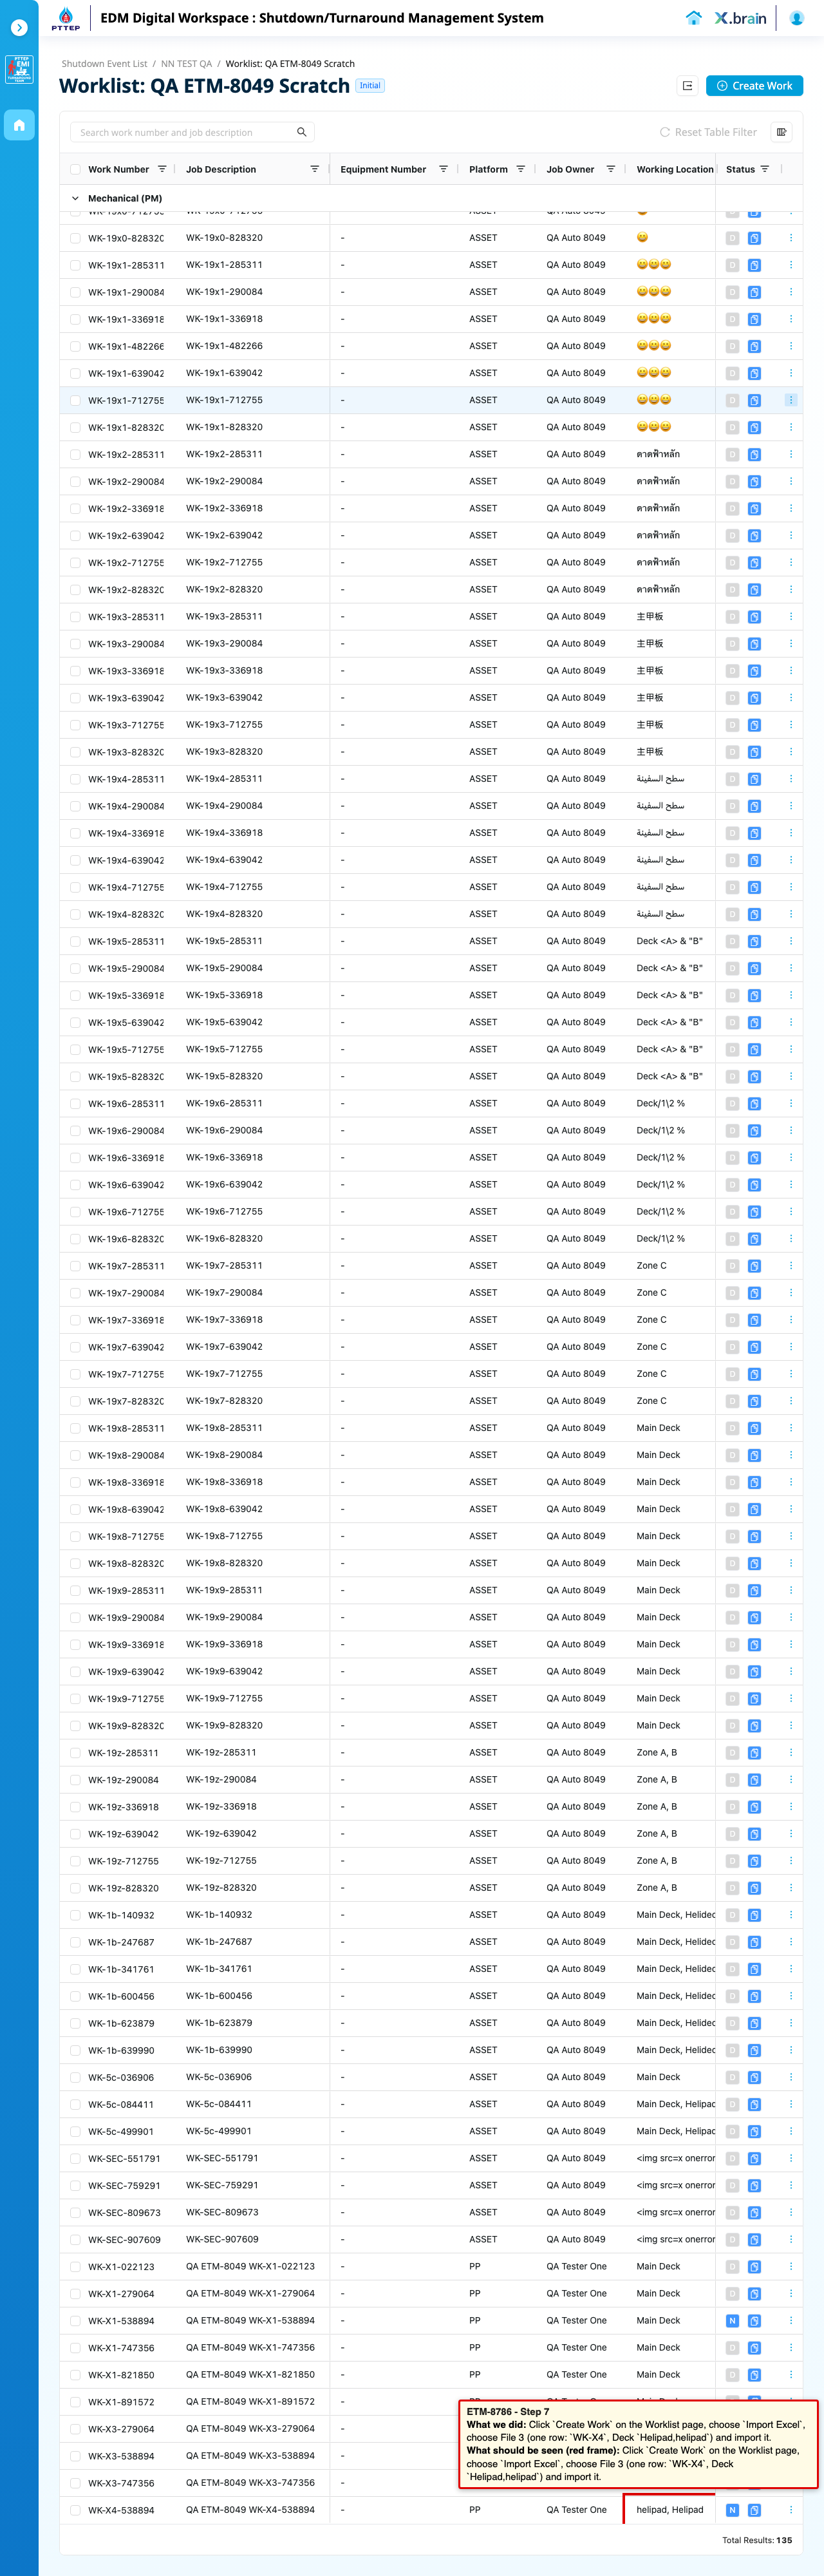 PTTEP
EDM Digital Workspace : Shutdown/Turnaround Management System
X.brain
Shutdown Event List / NN TEST QA / Worklist: QA ETM-8049 Scratch
Worklist: QA ETM-8049 Scratch Initial
Create Work
Search work number and job description
Reset Table Filter
Work Number Job Description Equipment Number Platform Job Owner Working Location Status
Mechanical (PM)
WK-19x0-828320 WK-19x0-828320 - ASSET QA Auto 8049 😀 D
WK-19x1-285311 WK-19x1-285311 - ASSET QA Auto 8049 😀😀😀 D
WK-19x1-290084 WK-19x1-290084 - ASSET QA Auto 8049 😀😀😀 D
WK-19x1-336918 WK-19x1-336918 - ASSET QA Auto 8049 😀😀😀 D
WK-19x1-482266 WK-19x1-482266 - ASSET QA Auto 8049 😀😀😀 D
WK-19x1-639042 WK-19x1-639042 - ASSET QA Auto 8049 😀😀😀 D
WK-19x1-712755 WK-19x1-712755 - ASSET QA Auto 8049 😀😀😀 D
WK-19x1-828320 WK-19x1-828320 - ASSET QA Auto 8049 😀😀😀 D
WK-19x2-285311 WK-19x2-285311 - ASSET QA Auto 8049 ดาดฟ้าหลัก D
WK-19x2-290084 WK-19x2-290084 - ASSET QA Auto 8049 ดาดฟ้าหลัก D
WK-19x2-336918 WK-19x2-336918 - ASSET QA Auto 8049 ดาดฟ้าหลัก D
WK-19x2-639042 WK-19x2-639042 - ASSET QA Auto 8049 ดาดฟ้าหลัก D
WK-19x2-712755 WK-19x2-712755 - ASSET QA Auto 8049 ดาดฟ้าหลัก D
WK-19x2-828320 WK-19x2-828320 - ASSET QA Auto 8049 ดาดฟ้าหลัก D
WK-19x3-285311 WK-19x3-285311 - ASSET QA Auto 8049 主甲板 D
WK-19x3-290084 WK-19x3-290084 - ASSET QA Auto 8049 主甲板 D
WK-19x3-336918 WK-19x3-336918 - ASSET QA Auto 8049 主甲板 D
WK-19x3-639042 WK-19x3-639042 - ASSET QA Auto 8049 主甲板 D
WK-19x3-712755 WK-19x3-712755 - ASSET QA Auto 8049 主甲板 D
WK-19x3-828320 WK-19x3-828320 - ASSET QA Auto 8049 主甲板 D
WK-19x4-285311 WK-19x4-285311 - ASSET QA Auto 8049 سطح السفينة D
WK-19x4-290084 WK-19x4-290084 - ASSET QA Auto 8049 سطح السفينة D
WK-19x4-336918 WK-19x4-336918 - ASSET QA Auto 8049 سطح السفينة D
WK-19x4-639042 WK-19x4-639042 - ASSET QA Auto 8049 سطح السفينة D
WK-19x4-712755 WK-19x4-712755 - ASSET QA Auto 8049 سطح السفينة D
WK-19x4-828320 WK-19x4-828320 - ASSET QA Auto 8049 سطح السفينة D
WK-19x5-285311 WK-19x5-285311 - ASSET QA Auto 8049 Deck <A> & "B" D
WK-19x5-290084 WK-19x5-290084 - ASSET QA Auto 8049 Deck <A> & "B" D
WK-19x5-336918 WK-19x5-336918 - ASSET QA Auto 8049 Deck <A> & "B" D
WK-19x5-639042 WK-19x5-639042 - ASSET QA Auto 8049 Deck <A> & "B" D
WK-19x5-712755 WK-19x5-712755 - ASSET QA Auto 8049 Deck <A> & "B" D
WK-19x5-828320 WK-19x5-828320 - ASSET QA Auto 8049 Deck <A> & "B" D
WK-19x6-285311 WK-19x6-285311 - ASSET QA Auto 8049 Deck/1\2 % D
WK-19x6-290084 WK-19x6-290084 - ASSET QA Auto 8049 Deck/1\2 % D
WK-19x6-336918 WK-19x6-336918 - ASSET QA Auto 8049 Deck/1\2 % D
WK-19x6-639042 WK-19x6-639042 - ASSET QA Auto 8049 Deck/1\2 % D
WK-19x6-712755 WK-19x6-712755 - ASSET QA Auto 8049 Deck/1\2 % D
WK-19x6-828320 WK-19x6-828320 - ASSET QA Auto 8049 Deck/1\2 % D
WK-19x7-285311 WK-19x7-285311 - ASSET QA Auto 8049 Zone C D
WK-19x7-290084 WK-19x7-290084 - ASSET QA Auto 8049 Zone C D
WK-19x7-336918 WK-19x7-336918 - ASSET QA Auto 8049 Zone C D
WK-19x7-639042 WK-19x7-639042 - ASSET QA Auto 8049 Zone C D
WK-19x7-712755 WK-19x7-712755 - ASSET QA Auto 8049 Zone C D
WK-19x7-828320 WK-19x7-828320 - ASSET QA Auto 8049 Zone C D
WK-19x8-285311 WK-19x8-285311 - ASSET QA Auto 8049 Main Deck D
WK-19x8-290084 WK-19x8-290084 - ASSET QA Auto 8049 Main Deck D
WK-19x8-336918 WK-19x8-336918 - ASSET QA Auto 8049 Main Deck D
WK-19x8-639042 WK-19x8-639042 - ASSET QA Auto 8049 Main Deck D
WK-19x8-712755 WK-19x8-712755 - ASSET QA Auto 8049 Main Deck D
WK-19x8-828320 WK-19x8-828320 - ASSET QA Auto 8049 Main Deck D
WK-19x9-285311 WK-19x9-285311 - ASSET QA Auto 8049 Main Deck D
WK-19x9-290084 WK-19x9-290084 - ASSET QA Auto 8049 Main Deck D
WK-19x9-336918 WK-19x9-336918 - ASSET QA Auto 8049 Main Deck D
WK-19x9-639042 WK-19x9-639042 - ASSET QA Auto 8049 Main Deck D
WK-19x9-712755 WK-19x9-712755 - ASSET QA Auto 8049 Main Deck D
WK-19x9-828320 WK-19x9-828320 - ASSET QA Auto 8049 Main Deck D
WK-19z-285311 WK-19z-285311 - ASSET QA Auto 8049 Zone A, B D
WK-19z-290084 WK-19z-290084 - ASSET QA Auto 8049 Zone A, B D
WK-19z-336918 WK-19z-336918 - ASSET QA Auto 8049 Zone A, B D
WK-19z-639042 WK-19z-639042 - ASSET QA Auto 8049 Zone A, B D
WK-19z-712755 WK-19z-712755 - ASSET QA Auto 8049 Zone A, B D
WK-19z-828320 WK-19z-828320 - ASSET QA Auto 8049 Zone A, B D
WK-1b-140932 WK-1b-140932 - ASSET QA Auto 8049 Main Deck, Helidec D
WK-1b-247687 WK-1b-247687 - ASSET QA Auto 8049 Main Deck, Helidec D
WK-1b-341761 WK-1b-341761 - ASSET QA Auto 8049 Main Deck, Helidec D
WK-1b-600456 WK-1b-600456 - ASSET QA Auto 8049 Main Deck, Helidec D
WK-1b-623879 WK-1b-623879 - ASSET QA Auto 8049 Main Deck, Helidec D
WK-1b-639990 WK-1b-639990 - ASSET QA Auto 8049 Main Deck, Helidec D
WK-5c-036906 WK-5c-036906 - ASSET QA Auto 8049 Main Deck D
WK-5c-084411 WK-5c-084411 - ASSET QA Auto 8049 Main Deck, Helipac D
WK-5c-499901 WK-5c-499901 - ASSET QA Auto 8049 Main Deck, Helipac D
WK-SEC-551791 WK-SEC-551791 - ASSET QA Auto 8049 <img src=x onerror D
WK-SEC-759291 WK-SEC-759291 - ASSET QA Auto 8049 <img src=x onerror D
WK-SEC-809673 WK-SEC-809673 - ASSET QA Auto 8049 <img src=x onerror D
WK-SEC-907609 WK-SEC-907609 - ASSET QA Auto 8049 <img src=x onerror D
WK-X1-022123 QA ETM-8049 WK-X1-022123 - PP QA Tester One Main Deck D
WK-X1-279064 QA ETM-8049 WK-X1-279064 - PP QA Tester One Main Deck D
WK-X1-538894 QA ETM-8049 WK-X1-538894 - PP QA Tester One Main Deck N
WK-X1-747356 QA ETM-8049 WK-X1-747356 - PP QA Tester One Main Deck D
WK-X1-821850 QA ETM-8049 WK-X1-821850 - PP QA Tester One Main Deck D
WK-X1-891572 QA ETM-8049 WK-X1-891572 -
WK-X3-279064 QA ETM-8049 WK-X3-279064 -
WK-X3-538894 QA ETM-8049 WK-X3-538894 -
WK-X3-747356 QA ETM-8049 WK-X3-747356 -
ETM-8786 - Step 7
What we did: Click `Create Work` on the Worklist page, choose `Import Excel`,
choose File 3 (one row: `WK-X4`, Deck `Helipad,helipad`) and import it.
What should be seen (red frame): Click `Create Work` on the Worklist page,
choose `Import Excel`, choose File 3 (one row: `WK-X4`, Deck
`Helipad,helipad`) and import it.
WK-X4-538894 QA ETM-8049 WK-X4-538894 - PP QA Tester One helipad, Helipad N
Total Results: 135